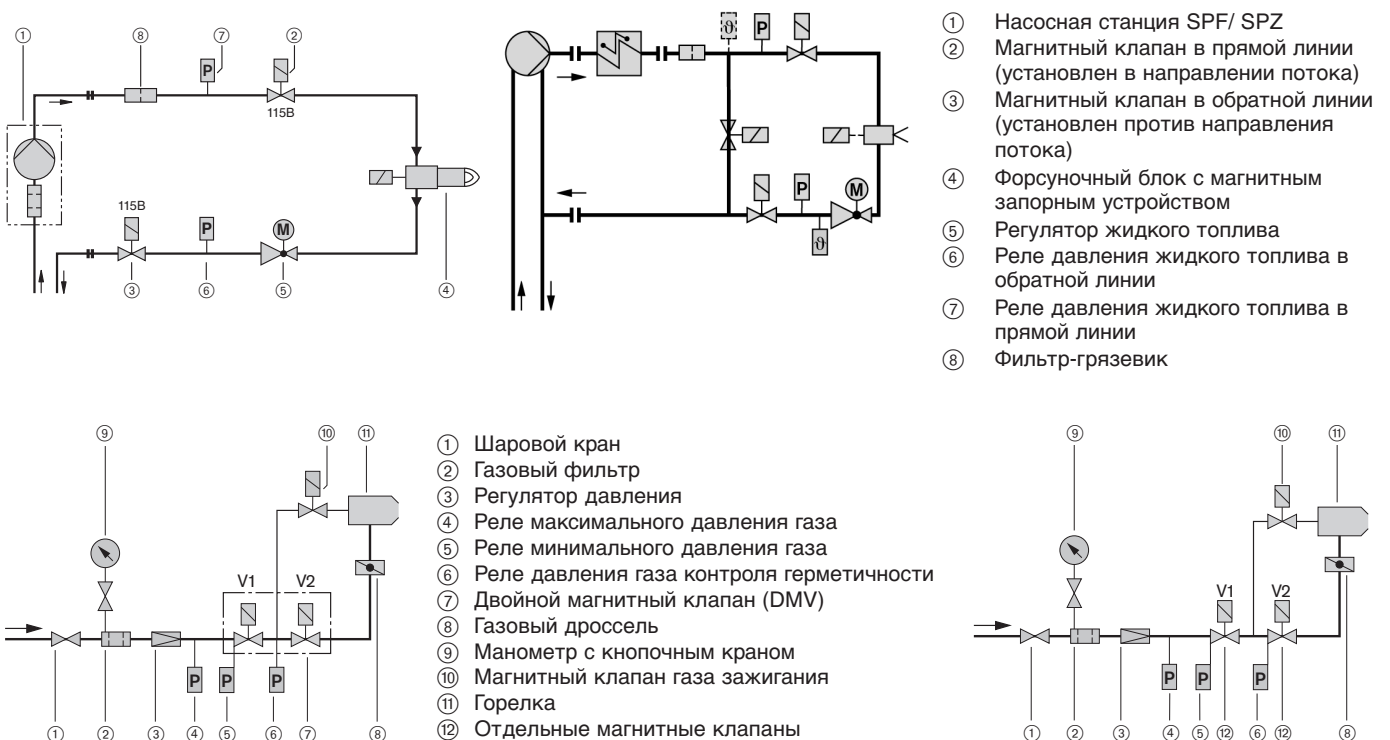 ① ⑧ ⑦ ②
P
115B
115B
P
M
③ ⑥ ⑤ ④
ϑ
P
P
M
ϑ
① Насосная станция SPF/ SPZ
② Магнитный клапан в прямой линии
(установлен в направлении потока)
③ Магнитный клапан в обратной линии
(установлен против направления
потока)
④ Форсуночный блок с магнитным
запорным устройством
⑤ Регулятор жидкого топлива
⑥ Реле давления жидкого топлива в
обратной линии
⑦ Реле давления жидкого топлива в
прямой линии
⑧ Фильтр-грязевик
⑨ ⑩ ⑪
V1 V2
P P P
① ② ③ ④ ⑤ ⑥ ⑦ ⑧
① Шаровой кран
② Газовый фильтр
③ Регулятор давления
④ Реле максимального давления газа
⑤ Реле минимального давления газа
⑥ Реле давления газа контроля герметичности
⑦ Двойной магнитный клапан (DMV)
⑧ Газовый дроссель
⑨ Манометр с кнопочным краном
⑩ Магнитный клапан газа зажигания
⑪ Горелка
⑫ Отдельные магнитные клапаны
⑨ ⑩ ⑪
V1 V2
P P P
① ② ③ ④ ⑤ ⑫ ⑥ ⑫ ⑧